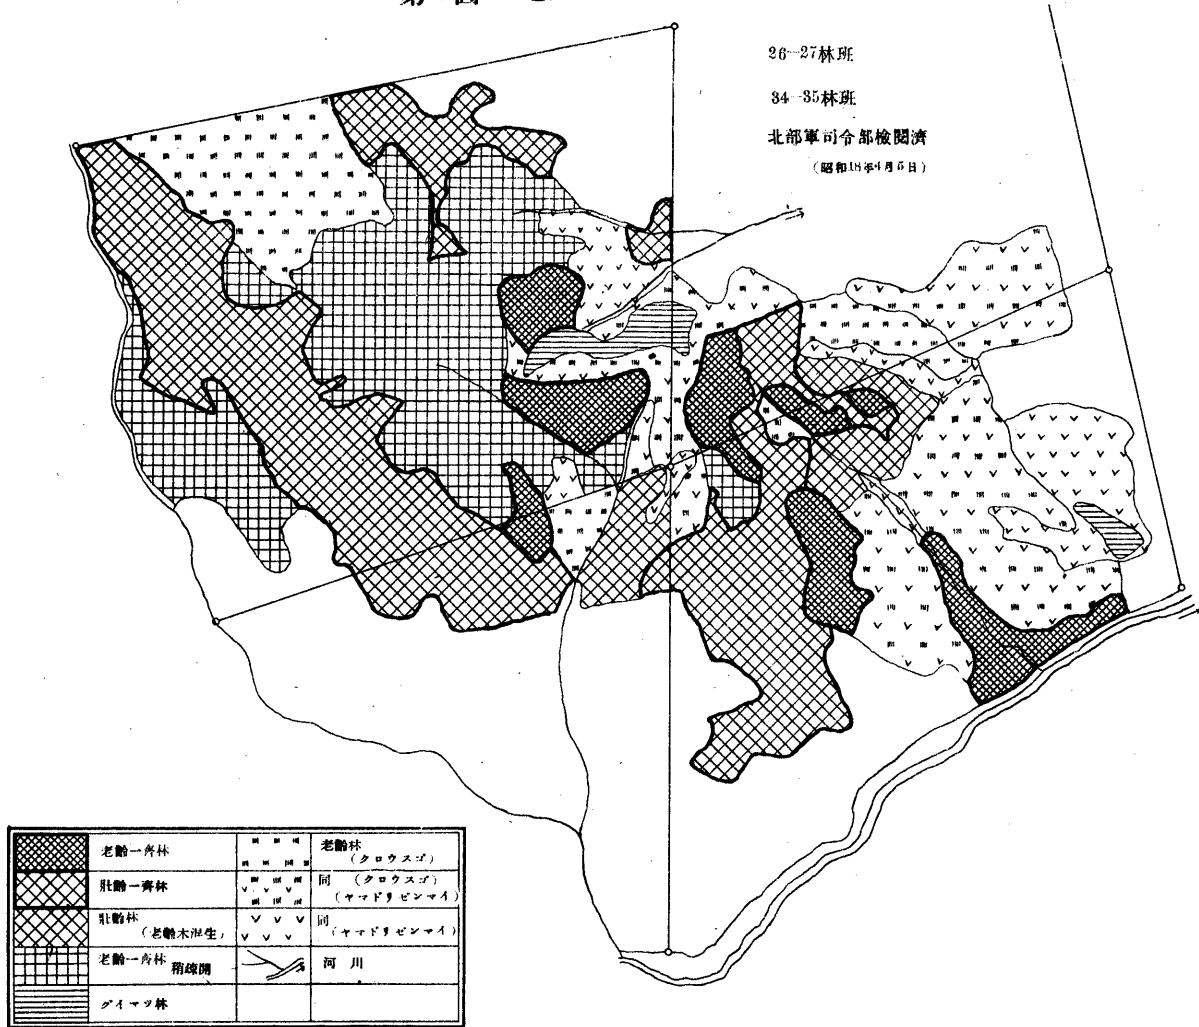 26-27林班
34-35林班
北部軍司令部檢閲濟
(昭和18年4月5日)
老齡一斉林
壯齡一齊林
壯齡林
(老齡木混生)
老齡一斉林 稍疎開
グイマツ林
老齡林
(クロウスゴ)
同 (クロウスゴ)
(ヤマドリゼンマイ)
同
(ヤマドリゼンマイ)
河川